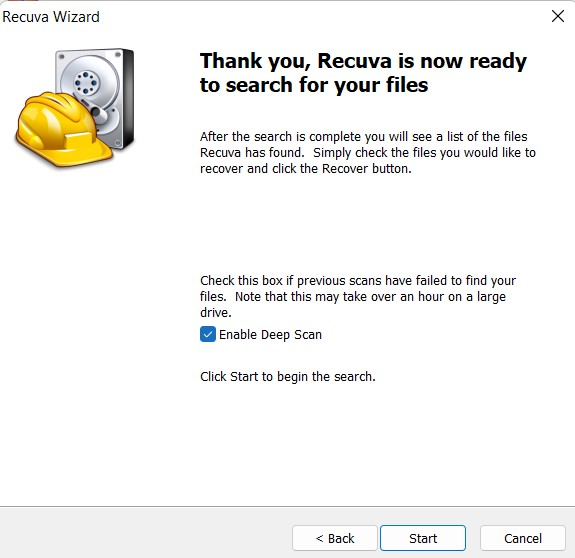 Recuva Wizard
Thank you, Recuva is now ready
to search for your files
After the search is complete you will see a list of the files
Recuva has found.  Simply check the files you would like to
recover and click the Recover button.
Check this box if previous scans have failed to find your
files.  Note that this may take over an hour on a large
drive.
Enable Deep Scan
Click Start to begin the search.
< Back
Start
Cancel